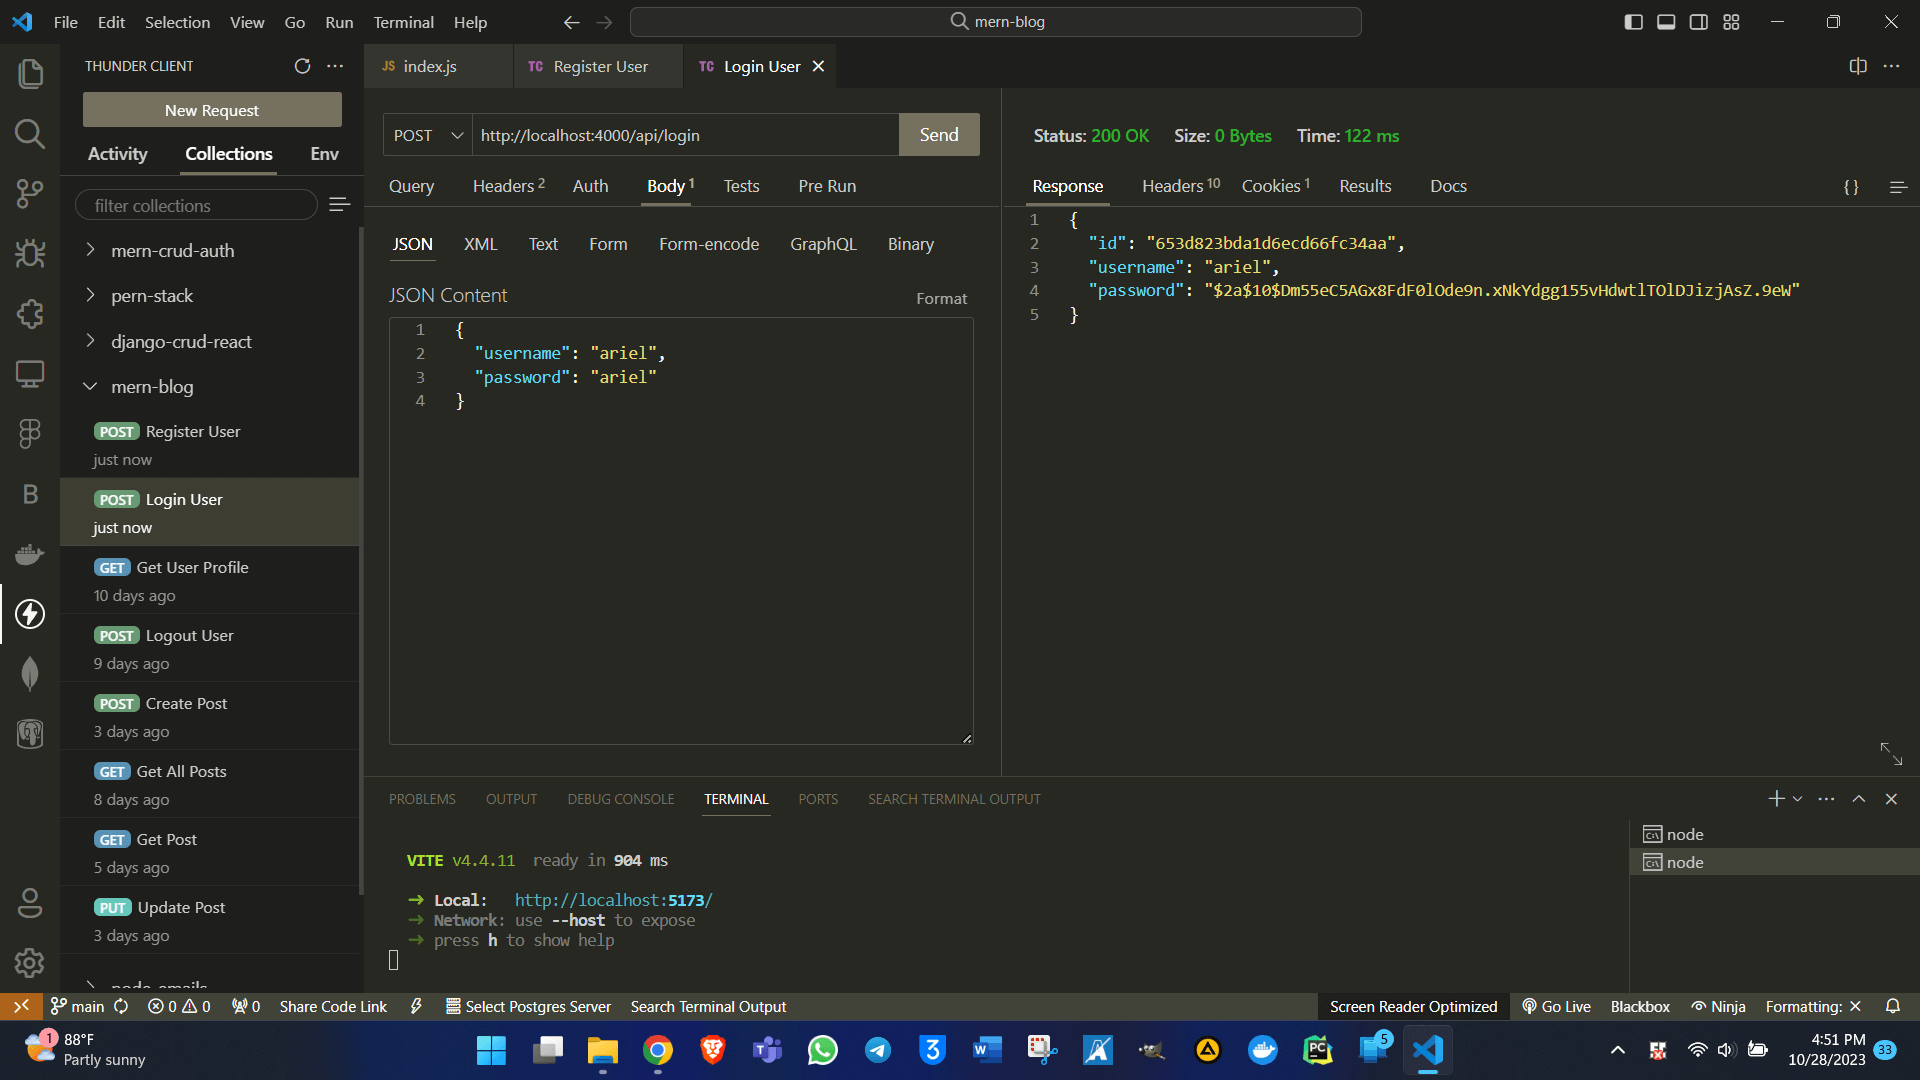 File Edit Selection View Go Run Terminal Help
mern-blog
THUNDER CLIENT
New Request
Activity Collections Env
filter collections
mern-crud-auth
pern-stack
django-crud-react
mern-blog
POST Register User
just now
POST Login User
just now
GET Get User Profile
10 days ago
POST Logout User
9 days ago
POST Create Post
3 days ago
GET Get All Posts
8 days ago
GET Get Post
5 days ago
PUT Update Post
3 days ago
node-emails
JS index.js
TC Register User
TC Login User
POST http://localhost:4000/api/login Send
Query Headers 2 Auth Body 1 Tests Pre Run
JSON XML Text Form Form-encode GraphQL Binary
JSON Content
Format
1 {
2 "username": "ariel",
3 "password": "ariel"
4 }
Status: 200 OK Size: 0 Bytes Time: 122 ms
Response Headers 10 Cookies 1 Results Docs
{ }
1 {
2 "id": "653d823bda1d6ecd66fc34aa",
3 "username": "ariel",
4 "password": "$2a$10$Dm55eC5AGx8FdF0lOde9n.xNkYdgg155vHdwtlTOlDJizjAsZ.9eW"
5 }
PROBLEMS OUTPUT DEBUG CONSOLE TERMINAL PORTS SEARCH TERMINAL OUTPUT
VITE v4.4.11 ready in 904 ms
➜ Local: http://localhost:5173/
➜ Network: use --host to expose
➜ press h to show help
node
node
main 0 0 0 Share Code Link Select Postgres Server Search Terminal Output
Screen Reader Optimized Go Live Blackbox Ninja Formatting: ✕
1
88°F
Partly sunny
5
4:51 PM
10/28/2023
33